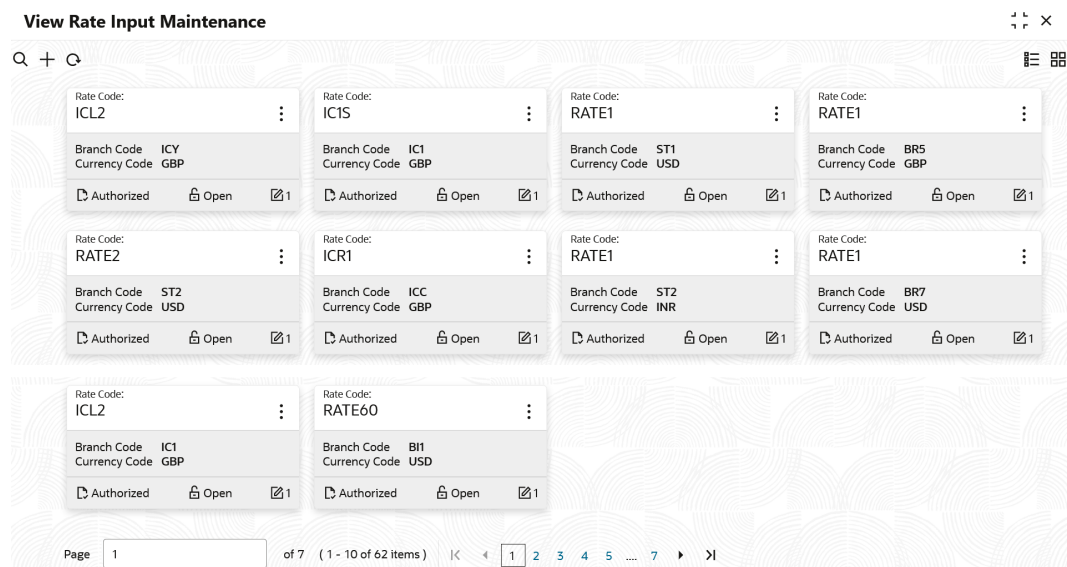 View Rate Input Maintenance
Rate Code: Rate Code: Rate Code: Rate Code:
ICL2 IC1S RATE1 RATE1
Branch Code ICY Branch Code IC1 Branch Code ST1 Branch Code BR5
Currency Code GBP Currency Code GBP Currency Code USD Currency Code GBP
Authorized Open 1 Authorized Open 1 Authorized Open 1 Authorized Open 1
Rate Code: Rate Code: Rate Code: Rate Code:
RATE2 ICR1 RATE1 RATE1
Branch Code ST2 Branch Code ICC Branch Code ST2 Branch Code BR7
Currency Code USD Currency Code GBP Currency Code INR Currency Code USD
Authorized Open 1 Authorized Open 1 Authorized Open 1 Authorized Open 1
Rate Code: Rate Code:
ICL2 RATE60
Branch Code IC1 Branch Code BI1
Currency Code GBP Currency Code USD
Authorized Open 1 Authorized Open 1
Page 1 of 7 ( 1 - 10 of 62 items ) 1 2 3 4 5 .... 7